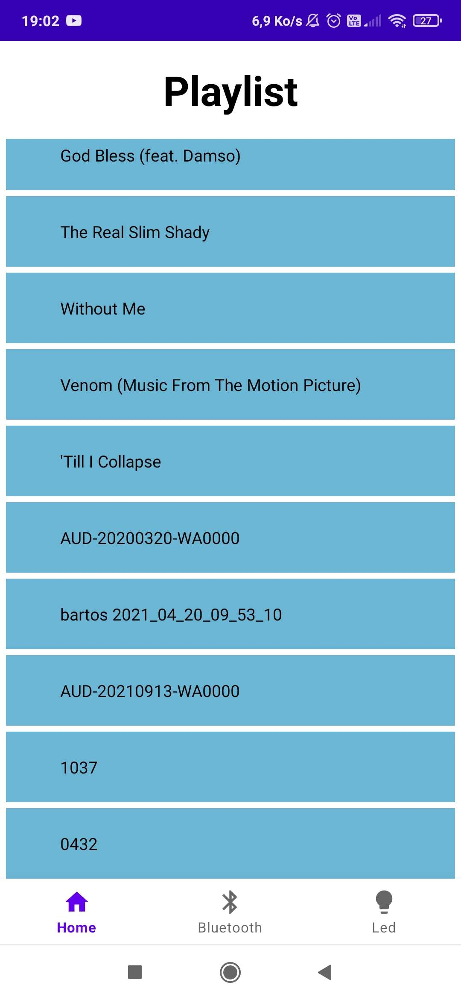 19:02 6,9 Ko/s Vo LTE 27
Playlist
God Bless (feat. Damso)
The Real Slim Shady
Without Me
Venom (Music From The Motion Picture)
'Till I Collapse
AUD-20200320-WA0000
bartos 2021_04_20_09_53_10
AUD-20210913-WA0000
1037
0432
Home Bluetooth Led